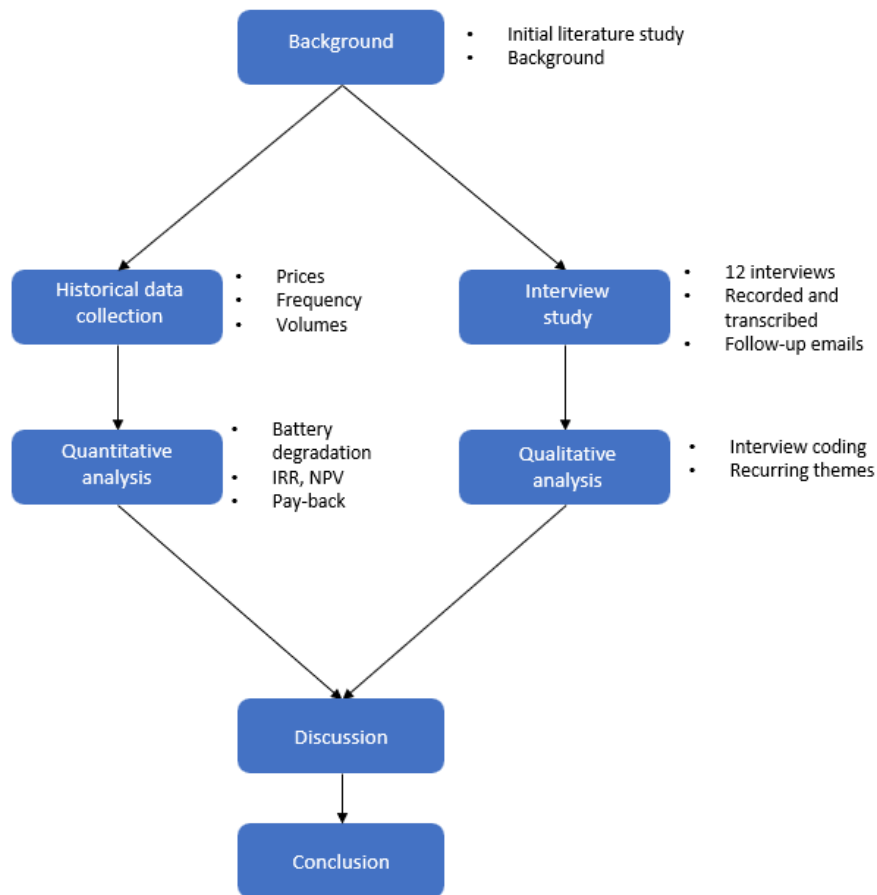 Background
• Initial literature study
• Background
Historical data
collection
• Prices
• Frequency
• Volumes
Interview
study
• 12 interviews
• Recorded and
transcribed
• Follow-up emails
Quantitative
analysis
• Battery
degradation
• IRR, NPV
• Pay-back
Qualitative
analysis
• Interview coding
• Recurring themes
Discussion
Conclusion